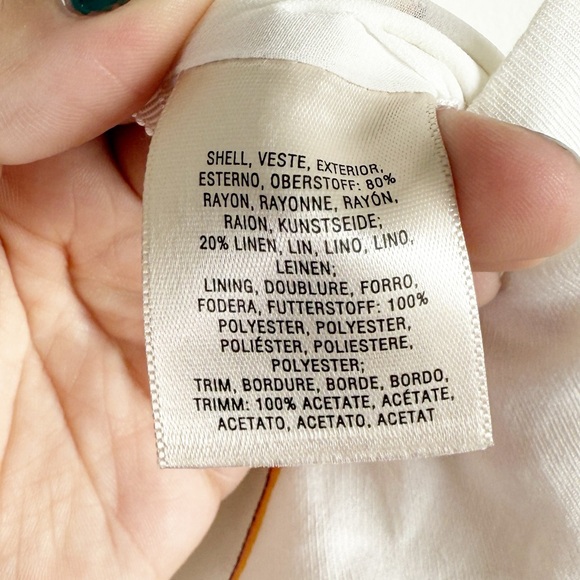 SHELL, VESTE, EXTERIOR,
ESTERNO, OBERSTOFF: 80%
RAYON, RAYONNE, RAYÓN,
RAION, KUNSTSEIDE;
20% LINEN, LIN, LINO, LINO,
LEINEN;
LINING, DOUBLURE, FORRO,
FODERA, FUTTERSTOFF: 100%
POLYESTER, POLYESTER,
POLIÉSTER, POLIESTERE,
POLYESTER;
TRIM, BORDURE, BORDE, BORDO,
TRIMM: 100% ACETATE, ACÉTATE,
ACETATO, ACETATO, ACETAT